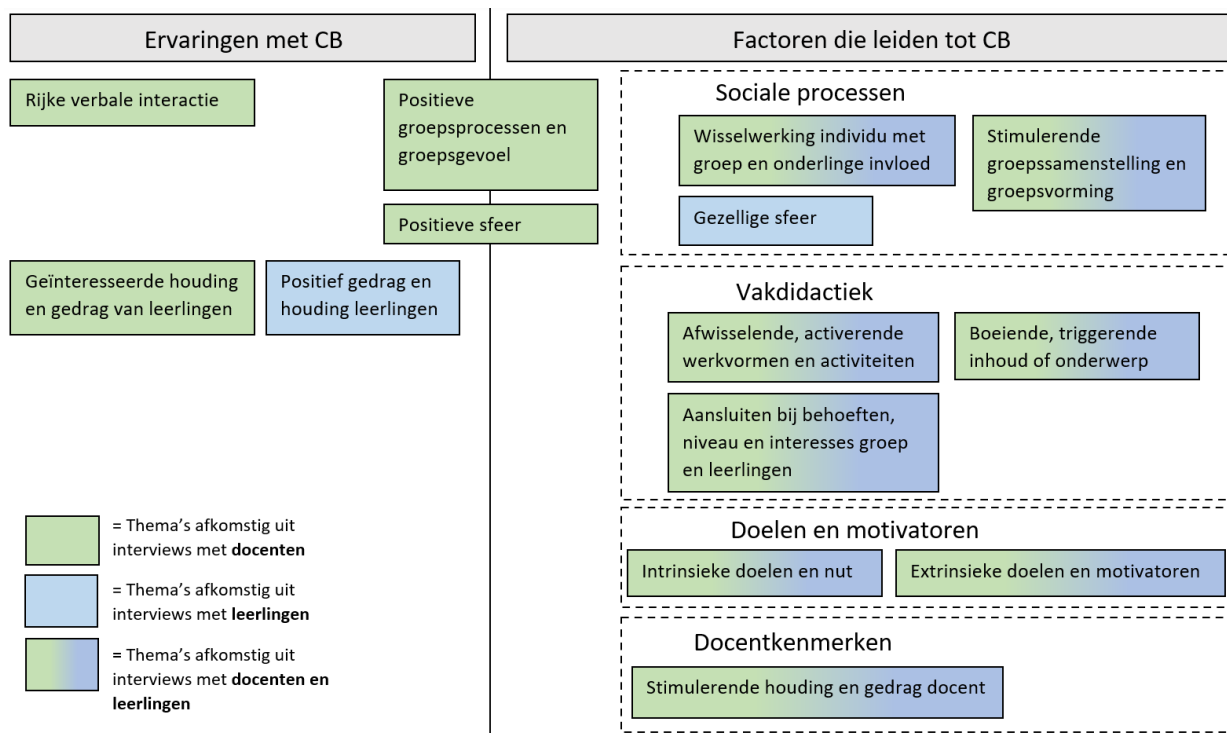 Ervaringen met CB
Factoren die leiden tot CB
Rijke verbale interactie
Positieve
groepsprocessen en
groepsgevoel
Positieve sfeer
Geïnteresseerde houding
en gedrag van leerlingen
Positief gedrag en
houding leerlingen
= Thema's afkomstig uit
interviews met docenten
= Thema's afkomstig uit
interviews met leerlingen
= Thema's afkomstig uit
interviews met docenten en
leerlingen
Sociale processen
Wisselwerking individu met
groep en onderlinge invloed
Stimulerende
groepssamenstelling en
groepsvorming
Gezellige sfeer
Vakdidactiek
Afwisselende, activerende
werkvormen en activiteiten
Boeiende, triggerende
inhoud of onderwerp
Aansluiten bij behoeften,
niveau en interesses groep
en leerlingen
Doelen en motivatoren
Intrinsieke doelen en nut
Extrinsieke doelen en motivatoren
Docentkenmerken
Stimulerende houding en gedrag docent